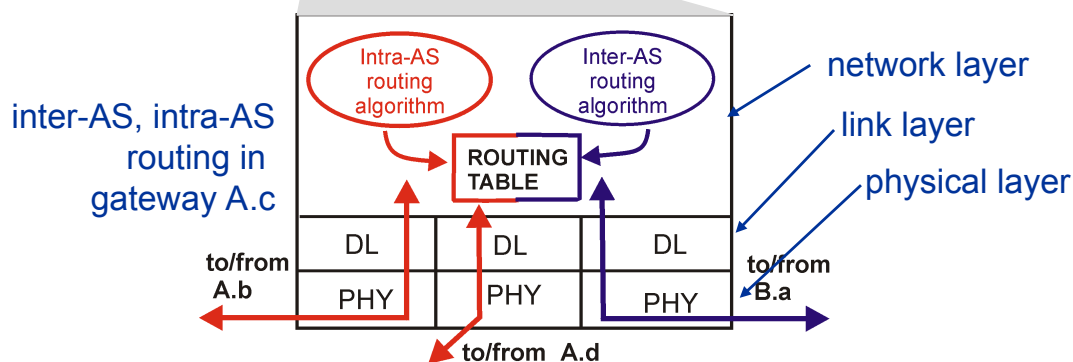 Intra-AS
routing
algorithm
Inter-AS
routing
algorithm
network layer
inter-AS, intra-AS
routing in
gateway A.c
link layer
ROUTING
TABLE
physical layer
DL
DL
DL
to/from
A.b
to/from
B.a
PHY
PHY
PHY
to/from A.d